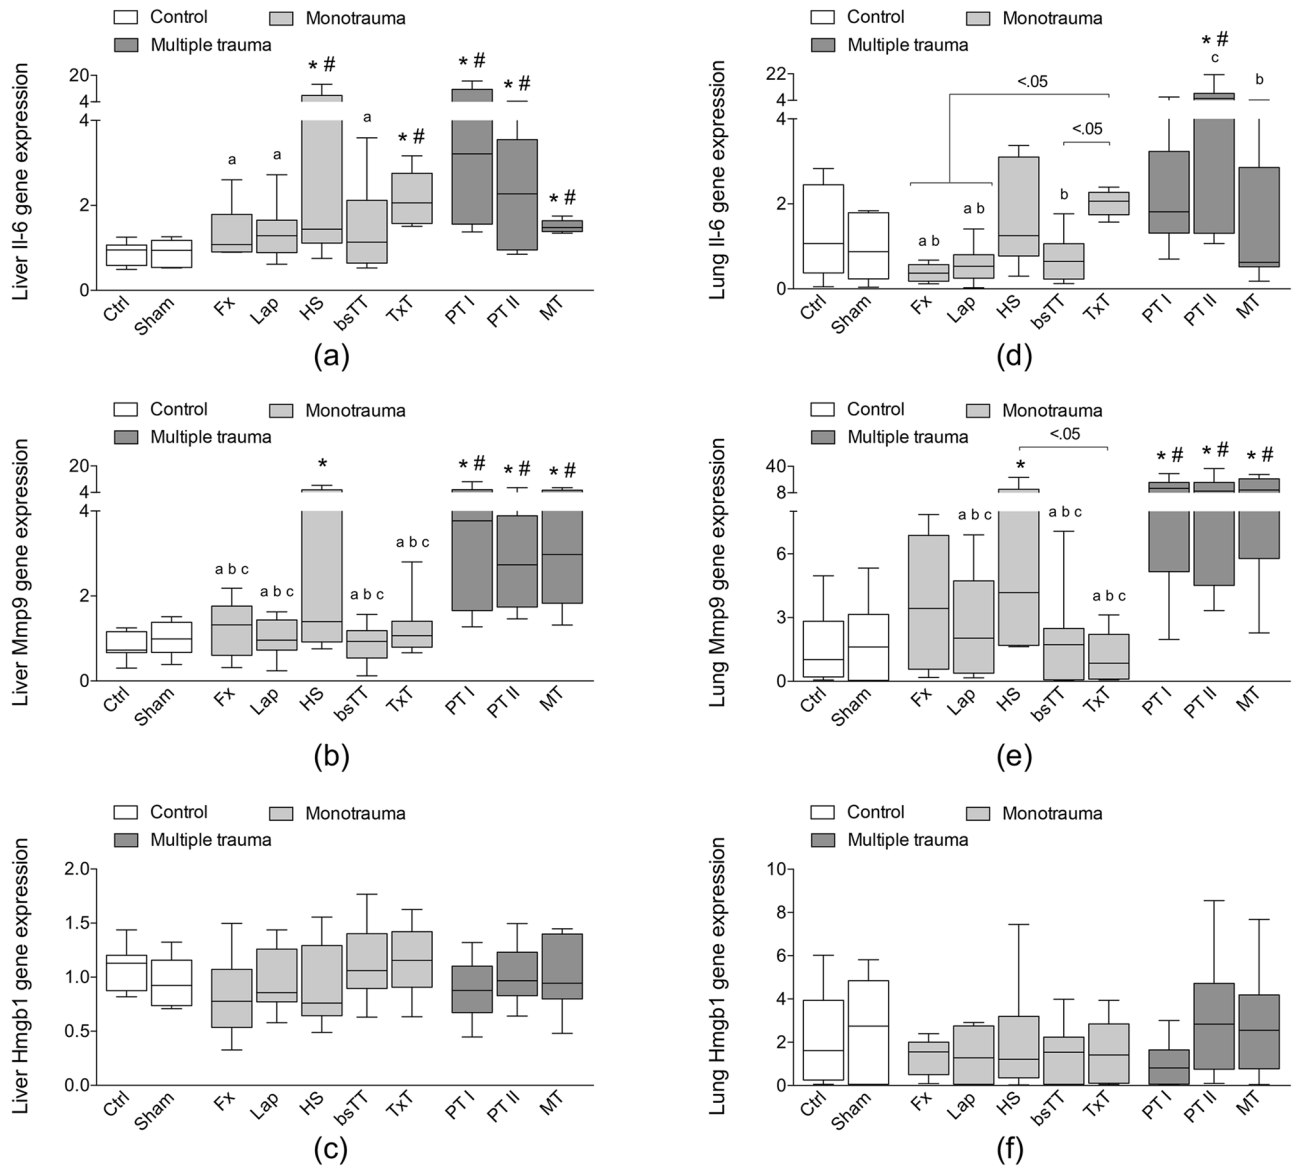 Control Monotrauma
Multiple trauma
* # * #
* #
20
4
4
a
a a
* #
* #
2
0
Liver Il-6 gene expression
Ctrl Sham Fx Lap HS bsTT TxT PT I PT II MT
(a)
Control Monotrauma
Multiple trauma
* #
c
b
22
4
4
<.05
<.05
a b
a b
b
2
0
Lung Il-6 gene expression
Ctrl Sham Fx Lap HS bsTT TxT PT I PT II MT
(d)
Control Monotrauma
Multiple trauma
20
4
4
* * # * # * #
a b c a b c a b c a b c
2
0
Liver Mmp9 gene expression
Ctrl Sham Fx Lap HS bsTT TxT PT I PT II MT
(b)
Control Monotrauma
Multiple trauma
<.05
40
8
* * # * # * #
a b c a b c a b c
6
3
0
Lung Mmp9 gene expression
Ctrl Sham Fx Lap HS bsTT TxT PT I PT II MT
(e)
Control Monotrauma
Multiple trauma
2.0
1.5
1.0
0.5
0.0
Liver Hmgb1 gene expression
Ctrl Sham Fx Lap HS bsTT TxT PT I PT II MT
(c)
Control Monotrauma
Multiple trauma
10
8
6
4
2
0
Lung Hmgb1 gene expression
Ctrl Sham Fx Lap HS bsTT TxT PT I PT II MT
(f)